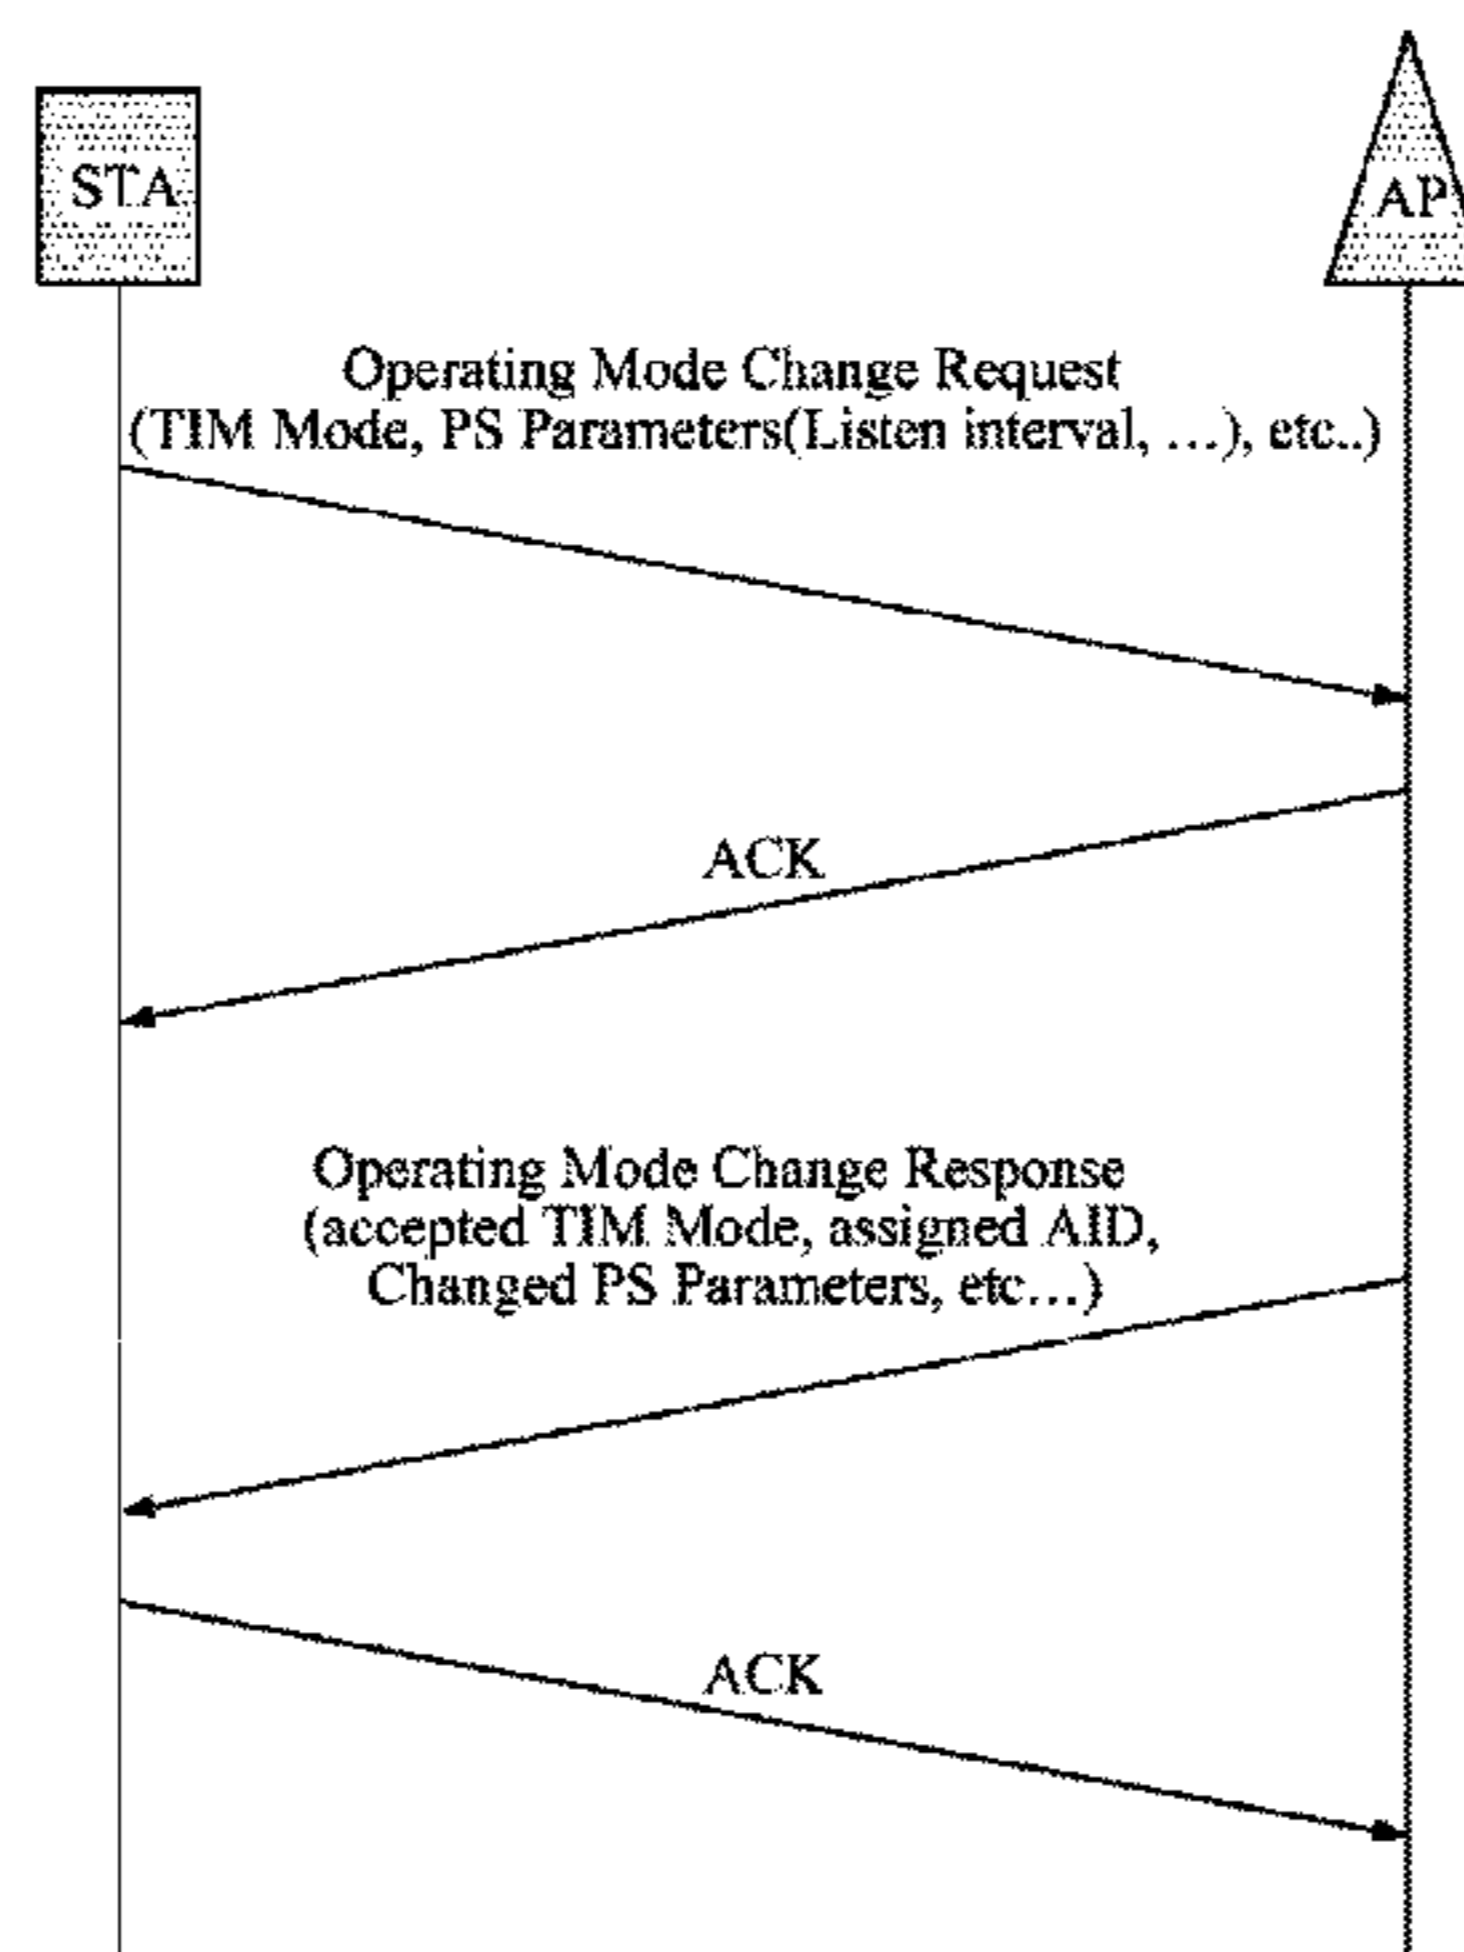 STA
AP
Operating Mode Change Request
(TIM Mode, PS Parameters(Listen interval, …), etc..)
ACK
Operating Mode Change Response
(accepted TIM Mode, assigned AID,
Changed PS Parameters, etc…)
ACK